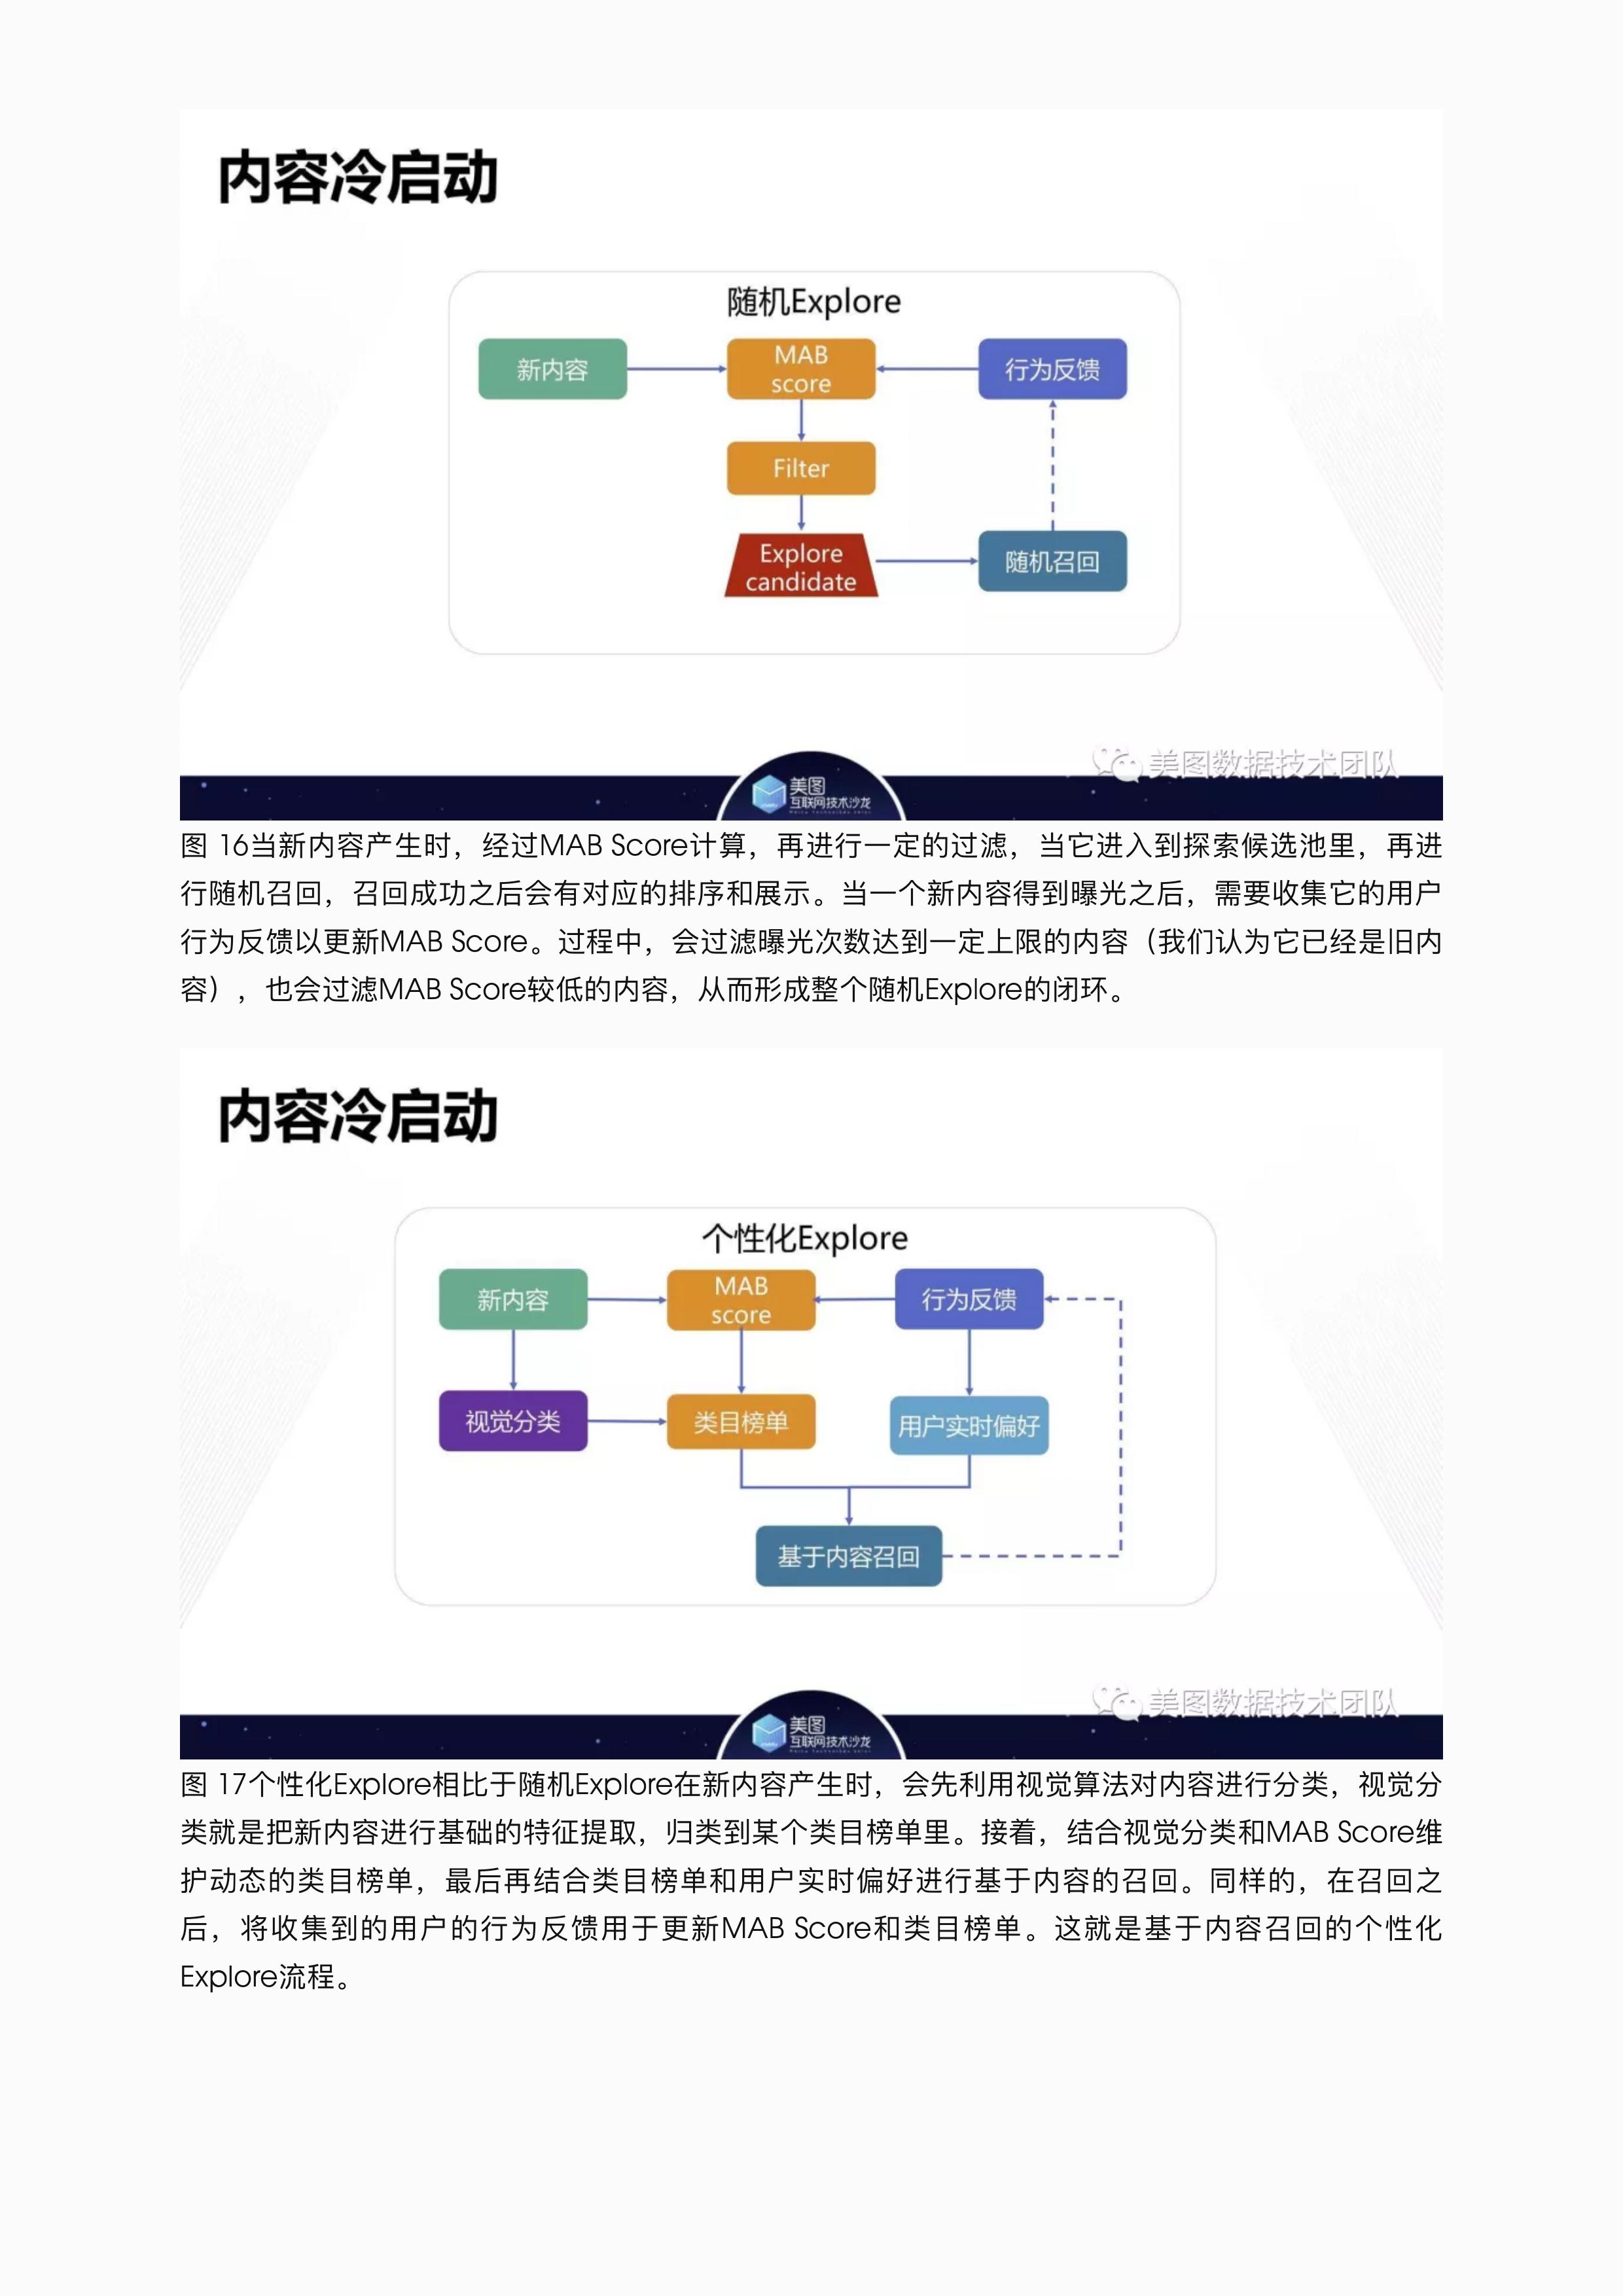 内容冷启动
随机Explore
新内容
MAB
score
行为反馈
Filter
Explore
candidate
随机召回
美图数据技术团队
美图
互联网技术沙龙
图 16当新内容产生时，经过MAB Score计算，再进行一定的过滤，当它进入到探索候选池里，再进
行随机召回，召回成功之后会有对应的排序和展示。当一个新内容得到曝光之后，需要收集它的用户
行为反馈以更新MAB Score。过程中，会过滤曝光次数达到一定上限的内容（我们认为它已经是旧内
容），也会过滤MAB Score较低的内容，从而形成整个随机Explore的闭环。
内容冷启动
个性化Explore
新内容
MAB
score
行为反馈
视觉分类
类目榜单
用户实时偏好
基于内容召回
美图数据技术团队
美图
互联网技术沙龙
图 17个性化Explore相比于随机Explore在新内容产生时，会先利用视觉算法对内容进行分类，视觉分
类就是把新内容进行基础的特征提取，归类到某个类目榜单里。接着，结合视觉分类和MAB Score维
护动态的类目榜单，最后再结合类目榜单和用户实时偏好进行基于内容的召回。同样的，在召回之
后，将收集到的用户的行为反馈用于更新MAB Score和类目榜单。这就是基于内容召回的个性化
Explore流程。